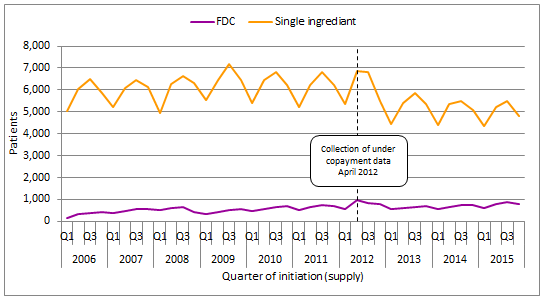 FDC Single ingrediant
8,000
7,000
6,000
5,000
4,000
3,000
2,000
1,000
0
Patients
Collection of under
copayment data
April 2012
Q1 Q3 Q1 Q3 Q1 Q3 Q1 Q3 Q1 Q3 Q1 Q3 Q1 Q3 Q1 Q3 Q1 Q3 Q1 Q3
2006 2007 2008 2009 2010 2011 2012 2013 2014 2015
Quarter of initiation (supply)